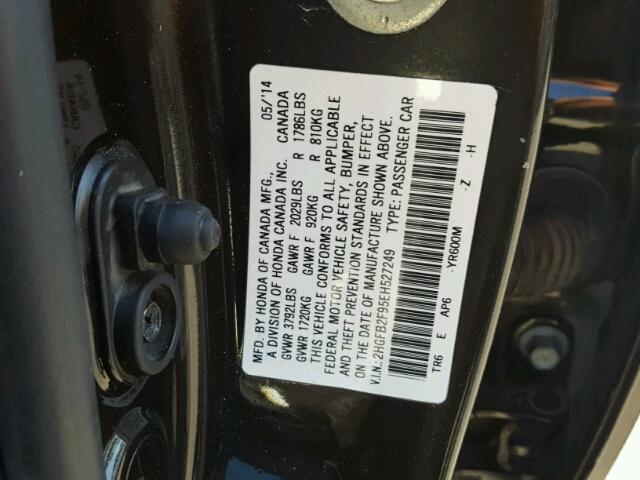 MFD. BY HONDA OF CANADA MFG., 05/'14
A DIVISION OF HONDA CANADA INC. CANADA
GVWR 3792LBS GAWR F 2029LBS R 1786LBS
GVWR 1720KG GAWR F 920KG R 810KG
THIS VEHICLE CONFORMS TO ALL APPLICABLE
FEDERAL MOTOR VEHICLE SAFETY, BUMPER,
AND THEFT PREVENTION STANDARDS IN EFFECT
ON THE DATE OF MANUFACTURE SHOWN ABOVE.
V.I.N.:2HGFB2F95EH527249 TYPE: PASSENGER CAR
TR6 E AP6 -YR600M -Z -H